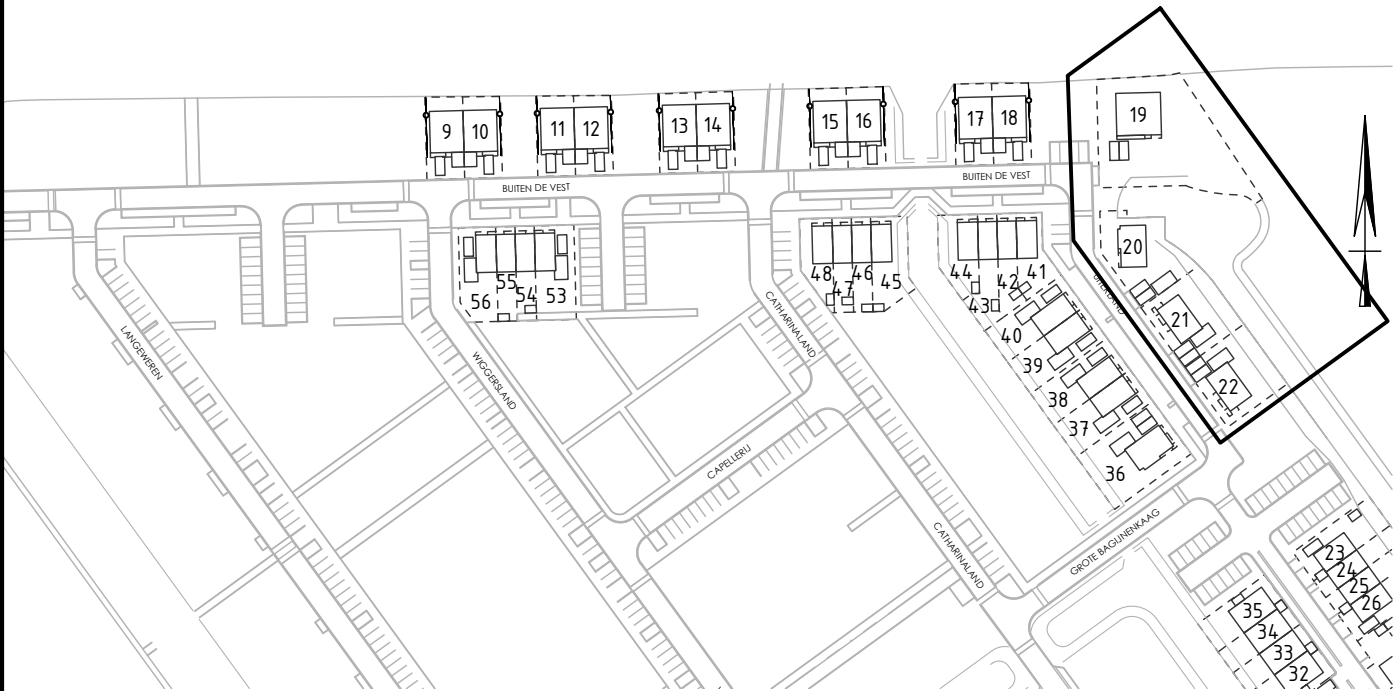 19
9 10 11 12 13 14 15 16 17 18
BUITEN DE VEST
BUITEN DE VEST
20
48 47 46 45
44 43 42 41
56 55 54 53
40
39
38
37
36
21
22
LANGEWEREN
WIGGERSLAND
CATHARINALAND
CAPELLERIJ
CATHARINALAND
GROTE BAGIJNENKAAG
23
24
25
26
35
34
33
32